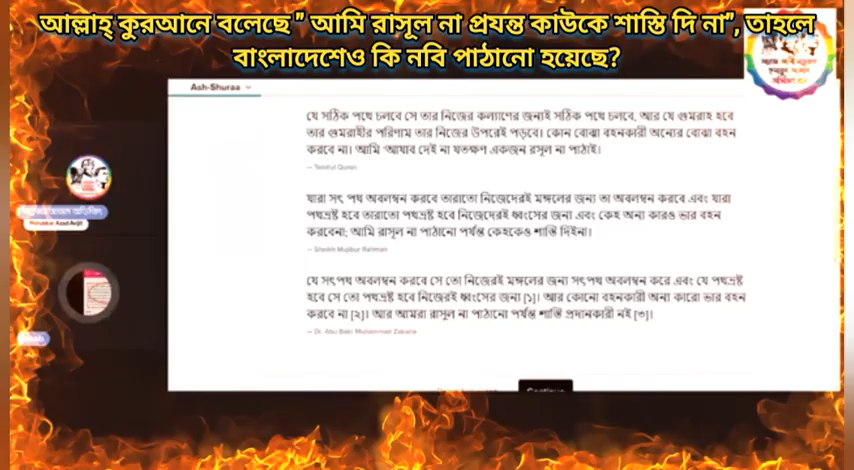 আল্লাহ্ কুরআনে বলেছে " আমি রাসূল না প্রযন্ত কাউকে শাস্তি দি না", তাহলে
বাংলাদেশেও কি নবি পাঠানো হয়েছে?
Ash-Shuraa
যে সঠিক পথে চলবে সে তার নিজের কল্যাণের জন্যই সঠিক পথে চলবে, আর যে গুমরাহ হবে
তার গুমরাহীর পরিণাম তার নিজের উপরেই পড়বে। কোন বোঝা বহনকারী অন্যের বোঝা বহন
করবে না। আমি ‘আযাব দেই না যতক্ষণ একজন রসূল না পাঠাই।
— Taisirul Quran
যারা সৎ পথ অবলম্বন করবে তারাতো নিজেদেরই মঙ্গলের জন্য তা অবলম্বন করবে এবং যারা
পথভ্রষ্ট হবে তারাতো পথভ্রষ্ট হবে নিজেদেরই ধ্বংসের জন্য এবং কেহ অন্য কারও ভার বহন
করবেনা; আমি রাসূল না পাঠানো পর্যন্ত কেহকেও শাস্তি দিইনা।
— Sheikh Mujibur Rahman
যে সৎপথ অবলম্বন করবে সে তো নিজেরই মঙ্গলের জন্য সৎপথ অবলম্বন করে এবং যে পথভ্রষ্ট
হবে সে তো পথভ্রষ্ট হবে নিজেরই ধ্বংসের জন্য [১]। আর কোনো বহনকারী অন্য কারো ভার বহন
করবে না [২]। আর আমরা রাসূল না পাঠানো পর্যন্ত শাস্তি প্রদানকারী নই [৩]।
— Dr. Abu Bakr Muhammad Zakaria
Continue